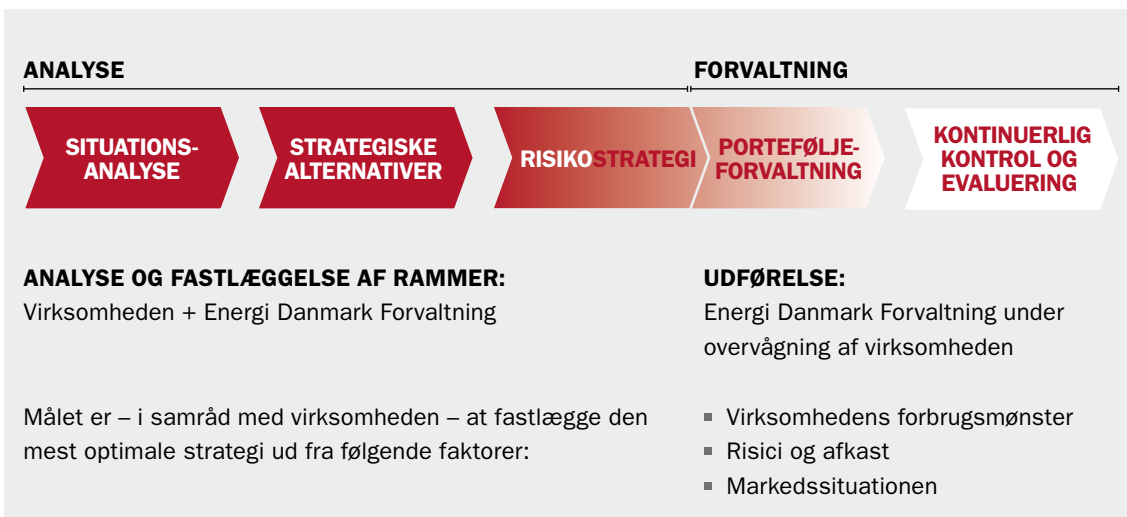 ANALYSE
FORVALTNING
SITUATIONS-
ANALYSE
STRATEGISKE
ALTERNATIVER
RISIKOSTRATEGI
PORTEFØLJE-
FORVALTNING
KONTINUERLIG
KONTROL OG
EVALUERING
ANALYSE OG FASTLÆGGELSE AF RAMMER:
Virksomheden + Energi Danmark Forvaltning
UDFØRELSE:
Energi Danmark Forvaltning under
overvågning af virksomheden
Målet er – i samråd med virksomheden – at fastlægge den
mest optimale strategi ud fra følgende faktorer:
▪ Virksomhedens forbrugsmønster
▪ Risici og afkast
▪ Markedssituationen